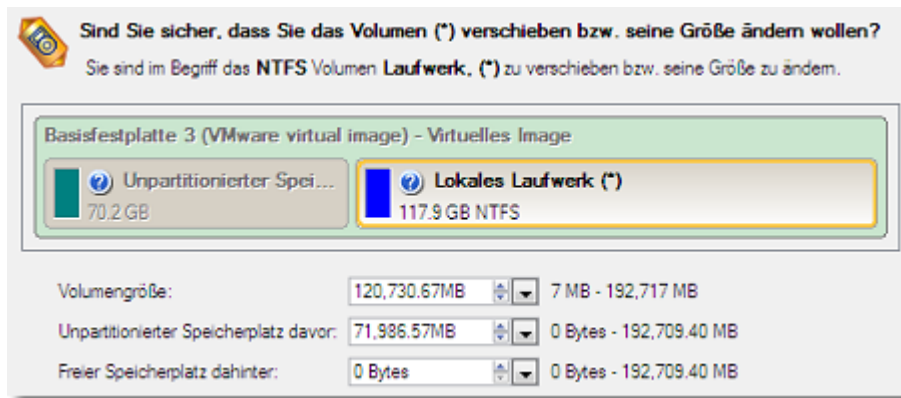 Sind Sie sicher, dass Sie das Volumen (*) verschieben bzw. seine Größe ändern wollen?
Sie sind im Begriff das NTFS Volumen Laufwerk, (*) zu verschieben bzw. seine Größe zu ändern.
Basisfestplatte 3 (VMware virtual image) - Virtuelles Image
Unpartitionierter Spei...
70.2 GB
Lokales Laufwerk (*)
117.9 GB NTFS
Volumengröße: 120,730.67MB 7 MB - 192,717 MB
Unpartitionierter Speicherplatz davor: 71,986.57MB 0 Bytes - 192,709.40 MB
Freier Speicherplatz dahinter: 0 Bytes 0 Bytes - 192,709.40 MB